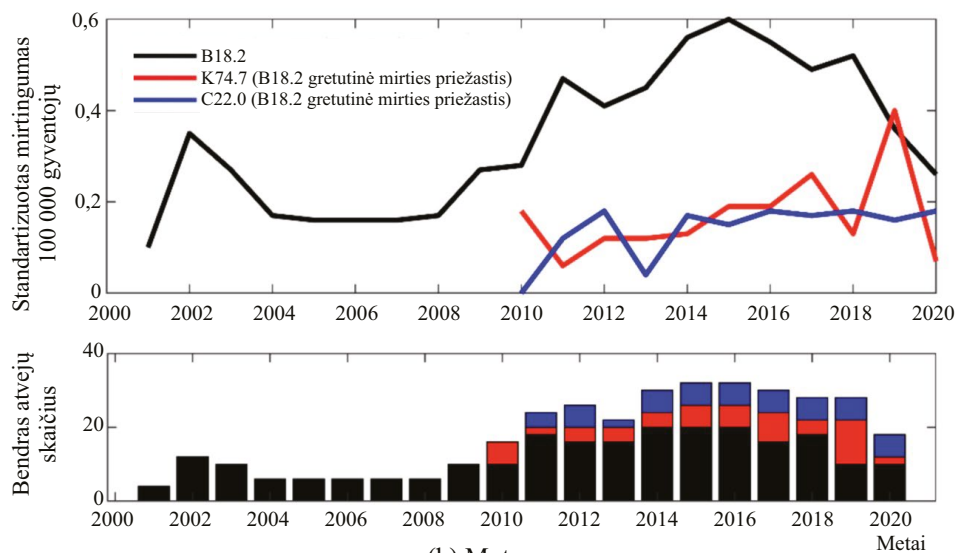 Standartizuotas mirtingumas
100 000 gyventojų
0,6
0,4
0,2
0
B18.2
K74.7 (B18.2 gretutinė mirties priežastis)
C22.0 (B18.2 gretutinė mirties priežastis)
2000 2002 2004 2006 2008 2010 2012 2014 2016 2018 2020
Bendras atvejų
skaičius
40
20
0
2000 2002 2004 2006 2008 2010 2012 2014 2016 2018 2020
Metai